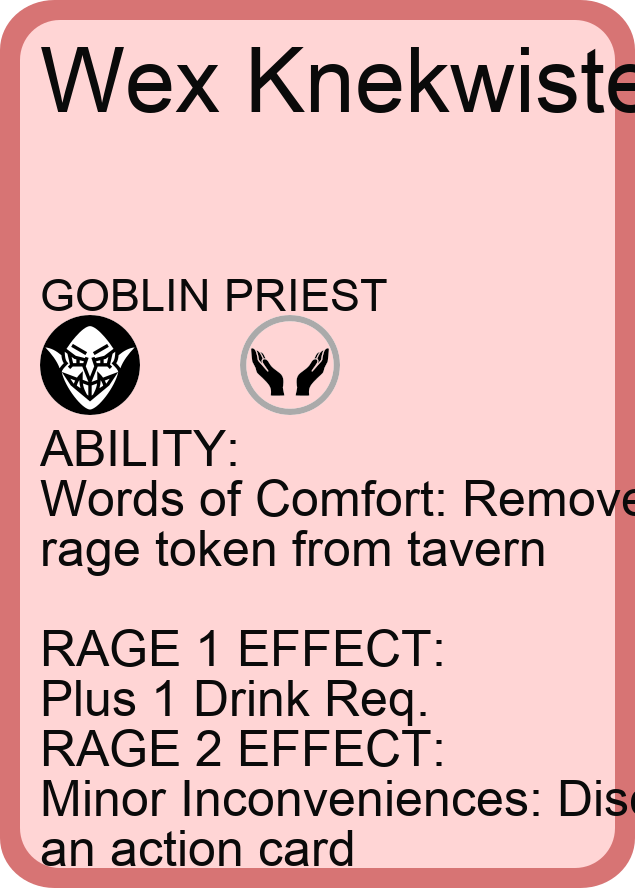 Wex Knekwiste
GOBLIN PRIEST
ABILITY:
Words of Comfort: Remove
rage token from tavern
RAGE 1 EFFECT:
Plus 1 Drink Req.
RAGE 2 EFFECT:
Minor Inconveniences: Disc
an action card